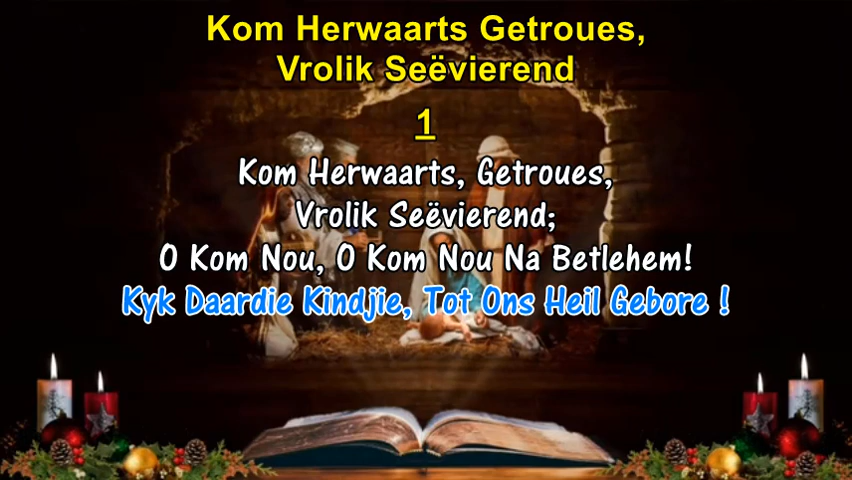 Kom Herwaarts Getroues,
Vrolik Seëvierend
1
Kom Herwaarts, Getroues,
Vrolik Seëvierend;
O Kom Nou, O Kom Nou Na Betlehem!
Kyk Daardie Kindjie, Tot Ons Heil Gebore !